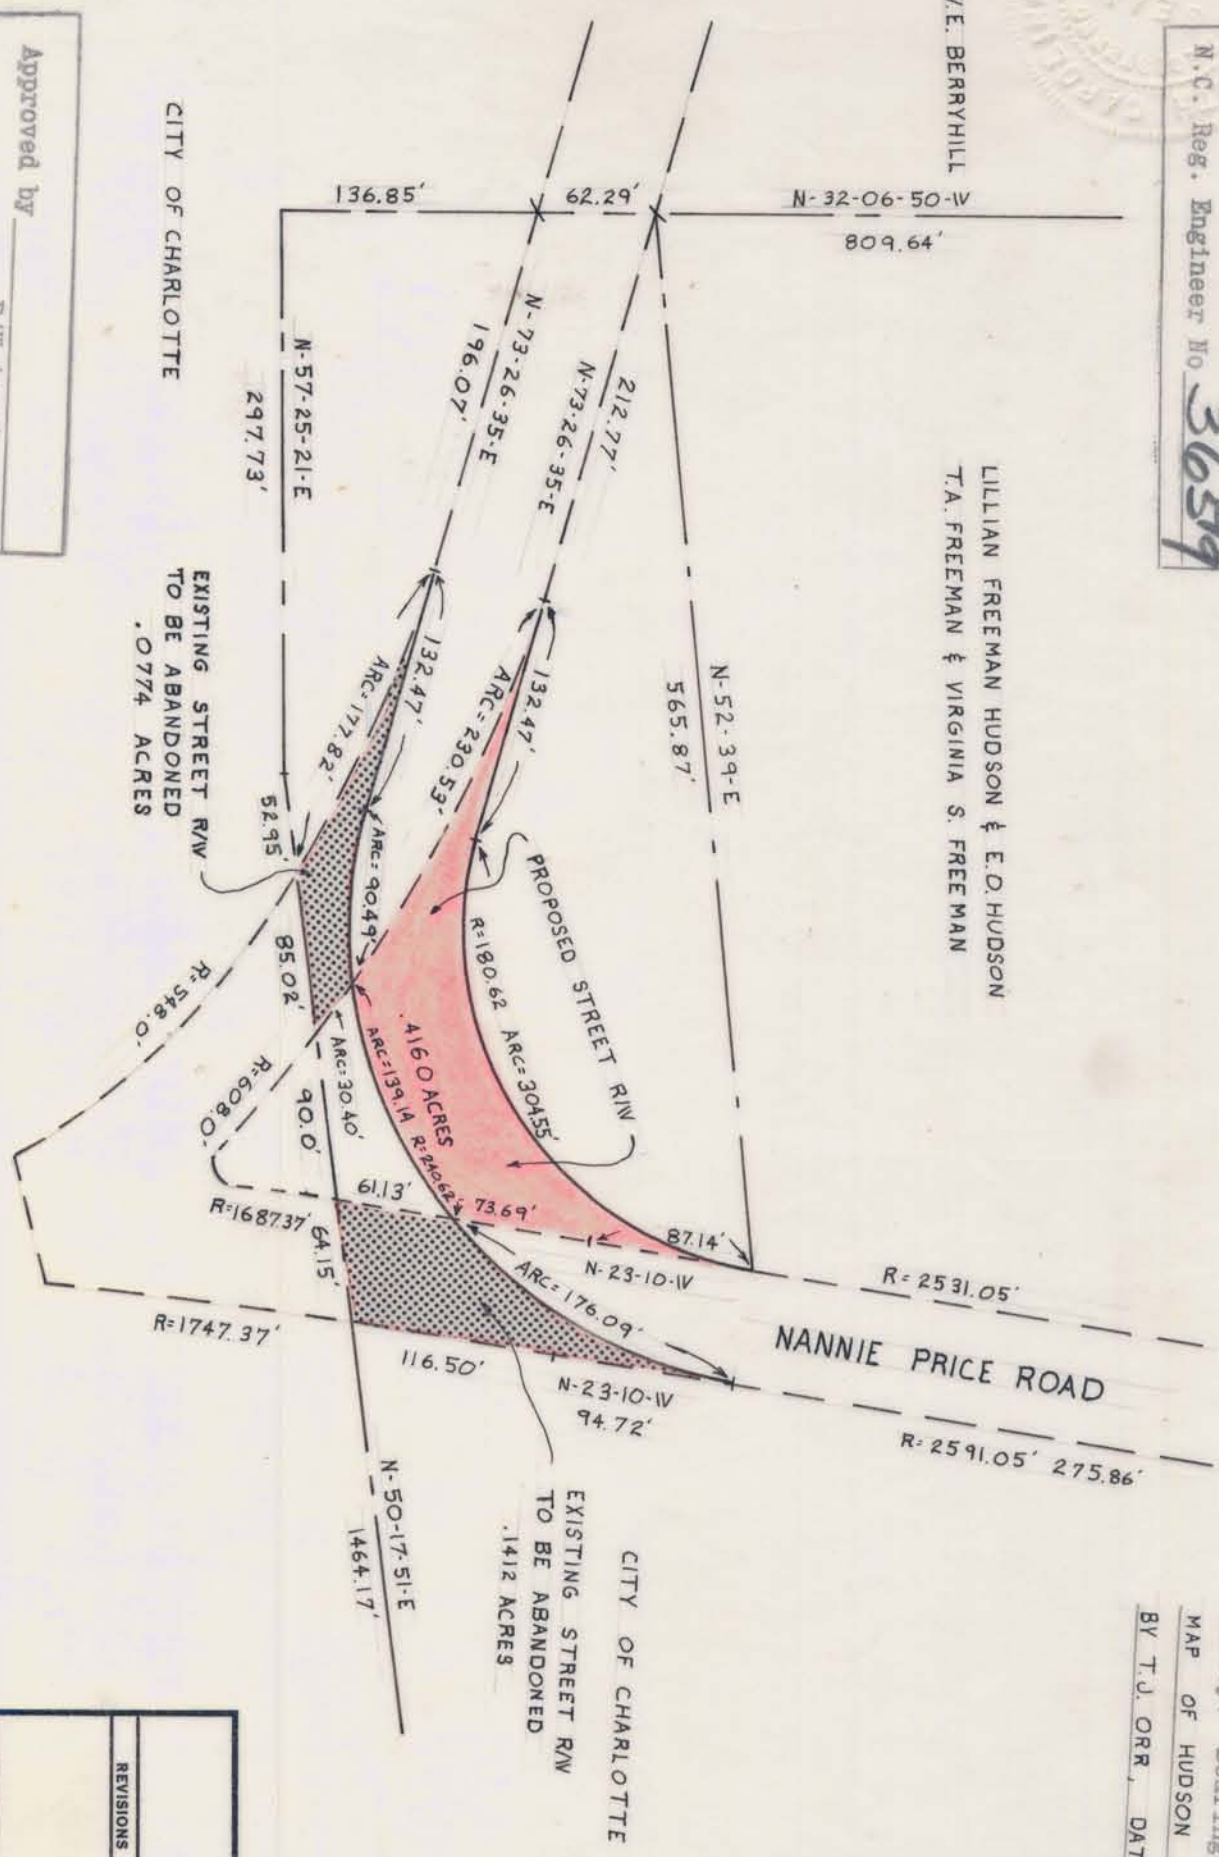 N.C. Reg. Engineer No 3659
V.E. BERRYHILL
Approved by
CITY OF CHARLOTTE
136.85'
62.29'
N-32-06-50-W
809.64'
LILLIAN FREEMAN HUDSON & E.D. HUDSON
T.A. FREEMAN & VIRGINIA S. FREEMAN
N-73-26-35-E
196.07'
212.77'
N-73-26-35-E
N-57-25-21-E
297.73'
N-52-39-E
565.87'
132.47'
132.47'
ARC=177.82'
ARC=230.53'
EXISTING STREET R/W
TO BE ABANDONED
.0774 ACRES
52.95'
ARC=90.49'
PROPOSED STREET R/W
R=180.62 ARC=304.55'
.4160 ACRES
ARC=139.14 R=240.62'
85.02'
ARC=30.40'
90.0'
R=548.0'
R=608.0'
61.13'
73.69'
87.14'
N-23-10-W
R=1687.37'
64.15'
R=1747.37'
ARC=176.09'
116.50'
N-23-10-W
94.72'
R=2531.05'
NANNIE PRICE ROAD
R=2591.05' 275.86'
N-50-17-51-E
1464.17'
EXISTING STREET R/W
TO BE ABANDONED
.1412 ACRES
CITY OF CHARLOTTE
MAP OF HUDSON
BY T.J. ORR, DAT
REVISIONS